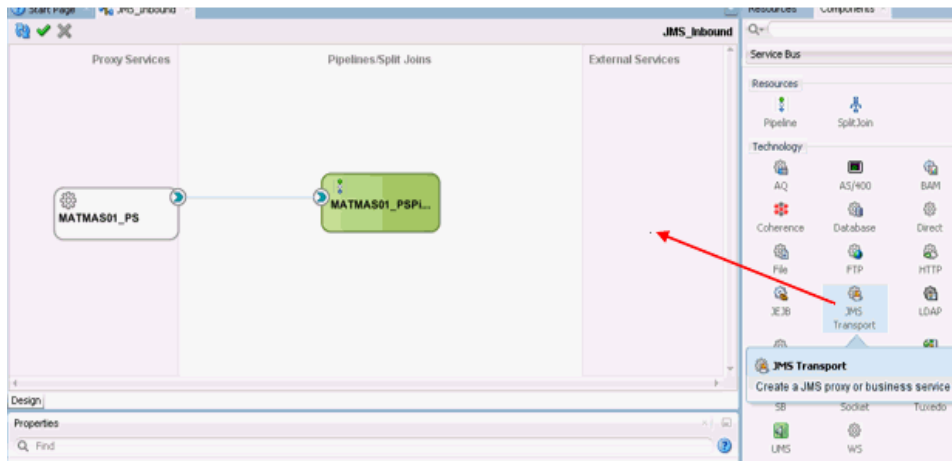 Start Page
JMS_Inbound
Resources
Components
JMS_Inbound
Service Bus
Proxy Services
Pipelines/Split Joins
External Services
Resources
Pipeline
SplitJoin
Technology
AQ
AS/400
BAM
Coherence
Database
Direct
File
FTP
HTTP
JEJB
JMS
Transport
LDAP
MATMAS01_PS
MATMAS01_PSPi...
JMS Transport
Create a JMS proxy or business service
SB
Socket
Tuxedo
UMS
WS
Design
Properties
Find